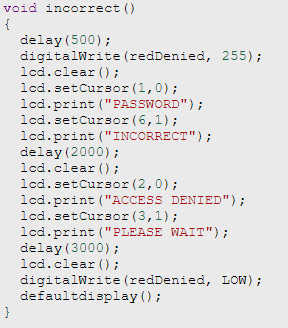 void incorrect()
{
  delay(500);
  digitalWrite(redDenied, 255);
  lcd.clear();
  lcd.setCursor(1,0);
  lcd.print("PASSWORD");
  lcd.setCursor(6,1);
  lcd.print("INCORRECT");
  delay(2000);
  lcd.clear();
  lcd.setCursor(2,0);
  lcd.print("ACCESS DENIED");
  lcd.setCursor(3,1);
  lcd.print("PLEASE WAIT");
  delay(3000);
  lcd.clear();
  digitalWrite(redDenied, LOW);
  defaultdisplay();
}